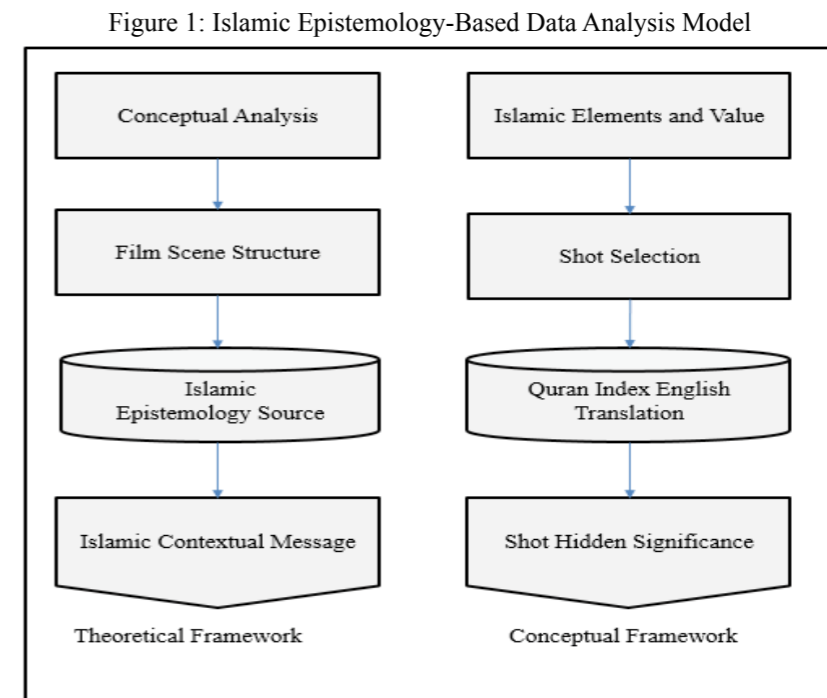 Figure 1: Islamic Epistemology-Based Data Analysis Model
Conceptual Analysis
Film Scene Structure
Islamic
Epistemology Source
Islamic Contextual Message
Theoretical Framework
Islamic Elements and Value
Shot Selection
Quran Index English
Translation
Shot Hidden Significance
Conceptual Framework